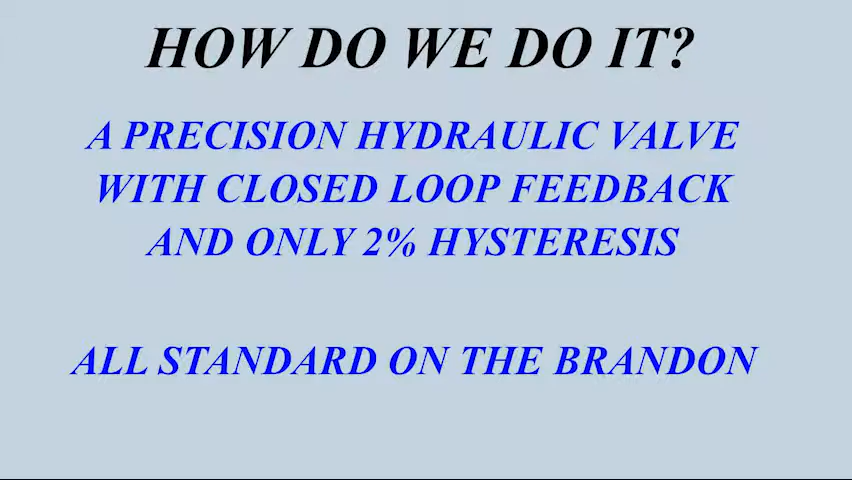 HOW DO WE DO IT?
A PRECISION HYDRAULIC VALVE
WITH CLOSED LOOP FEEDBACK
AND ONLY 2% HYSTERESIS
ALL STANDARD ON THE BRANDON